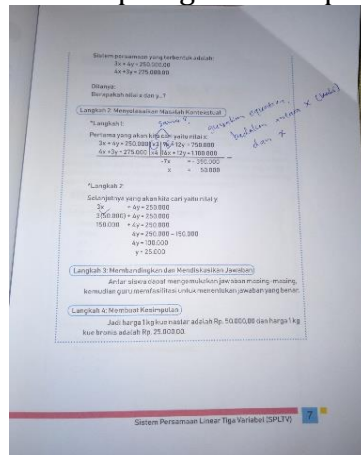 Sistem persamaan yang terbentuk adalah:
3x + 4y = 250.000,00
4x +3y = 275.000,00
Ditanya:
Berapakah nilai x dan y..?
Langkah 2: Menyelesaikan Masalah Kontekstual
*Langkah 1:
gunakan equation,
bedakan antara x (kali)
dan x
Pertama yang akan kita cari yaitu nilai x:
3x + 4y = 250.000 |x3| 9x +12y = 750.000
4x +3y = 275.000 |x4| 16x + 12y = 1.100.000
-7x = - 350.000
x = 50.000
*Langkah 2
Selanjutnya yang akan kita cari yaitu nilai y:
3x + 4y = 250.000
3(50.000) + 4y = 250.000
150.000 + 4y = 250.000
4y = 250.000 – 150.000
4y = 100.000
y = 25.000
Langkah 3: Membandingkan dan Mendiskusikan Jawaban
Antar siswa dapat mengemukakan jawaban masing-masing,
kemudian guru memfasilitasi untuk menentukan jawaban yang benar.
Langkah 4: Membuat Kesimpulan
Jadi harga 1 kg kue nastar adalah Rp. 50.000,00 dan harga 1 kg
kue bronis adalah Rp. 25.000,00.
Sistem Persamaan Linear Tiga Variabel (SPLTV) 7